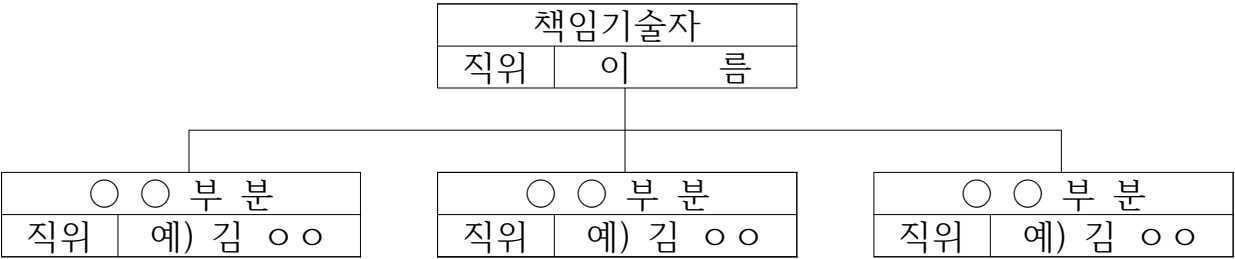 책임기술자
직위 이 름
○ ○ 부 분 ○ ○ 부 분 ○ ○ 부 분
직위 예) 김 ㅇㅇ 직위 예) 김 ㅇㅇ 직위 예) 김 ㅇㅇ